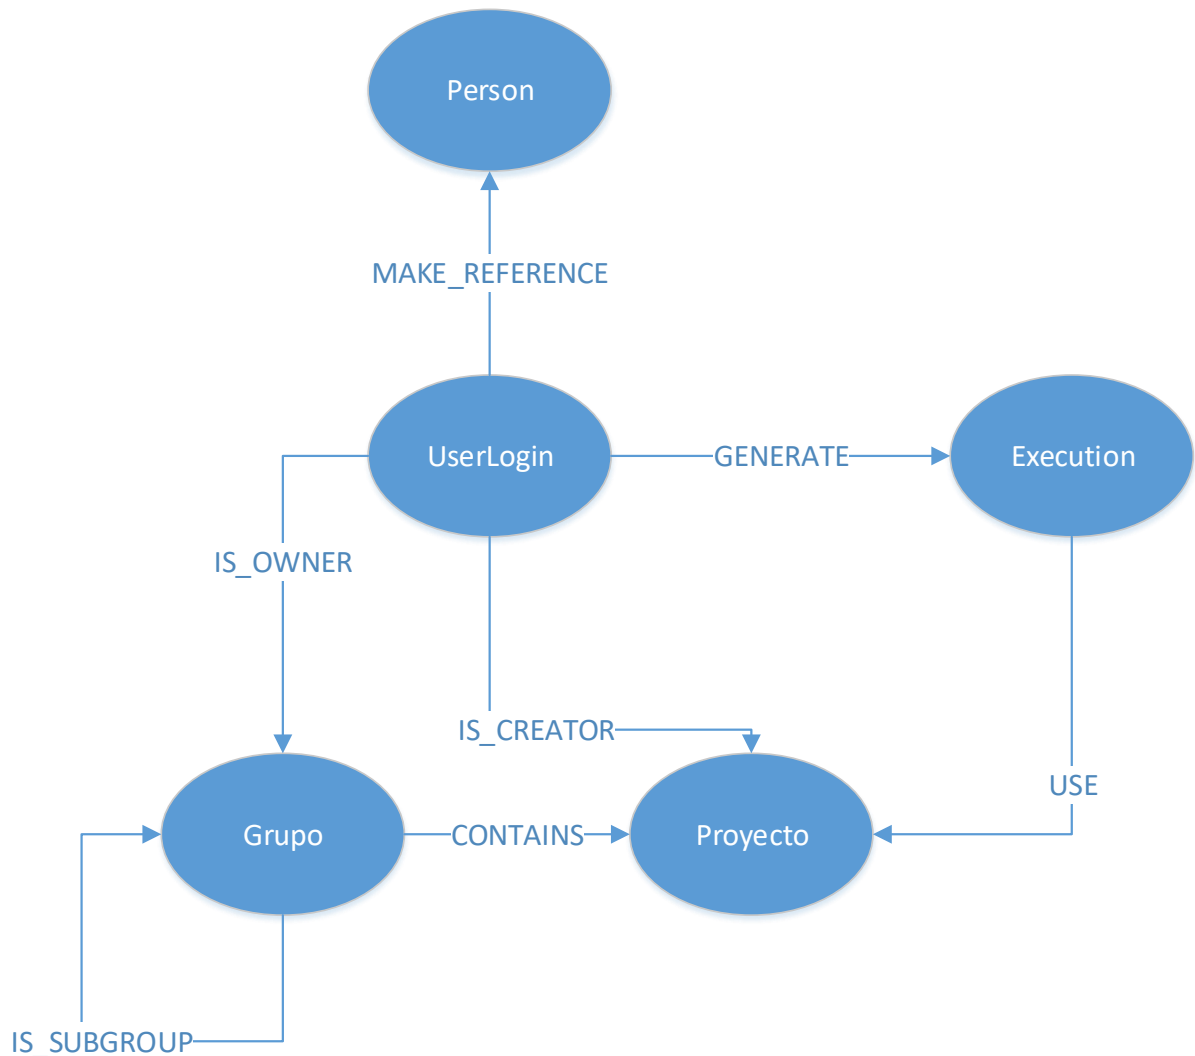 Person
MAKE_REFERENCE
UserLogin
GENERATE
Execution
IS_OWNER
IS_CREATOR
USE
Grupo
CONTAINS
Proyecto
IS_SUBGROUP